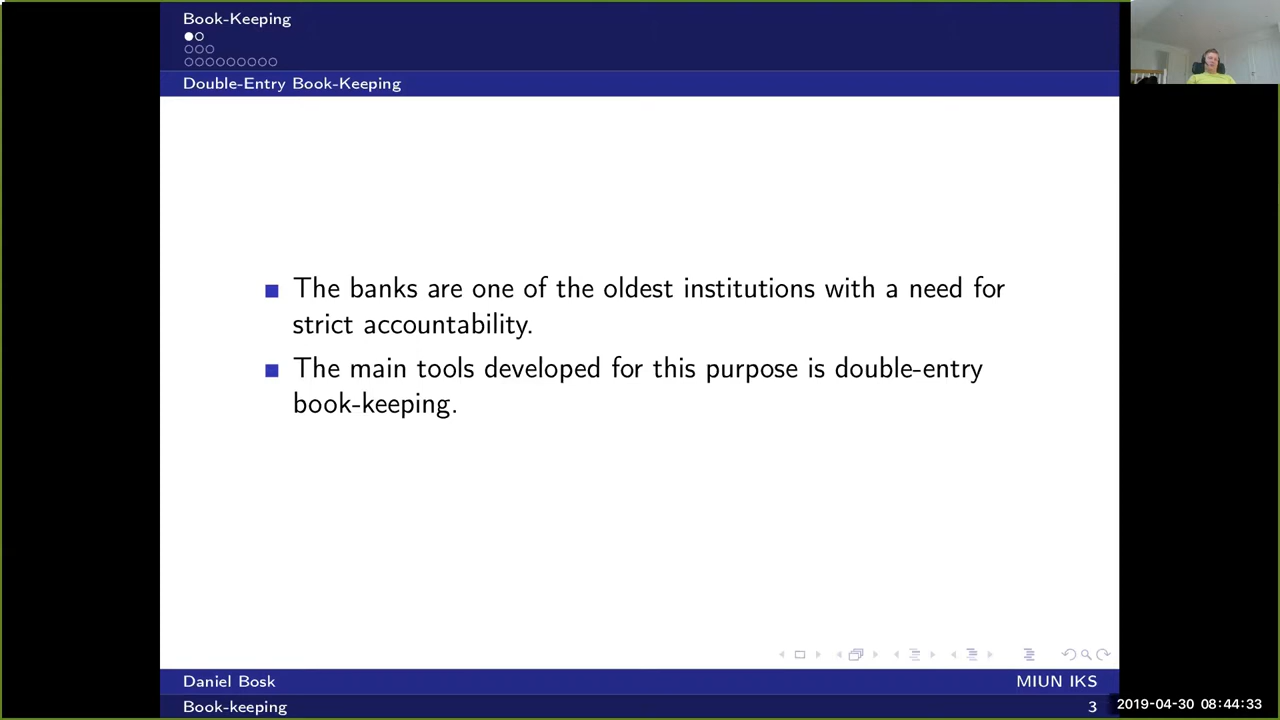 Book-Keeping
Double-Entry Book-Keeping
The banks are one of the oldest institutions with a need for
strict accountability.
The main tools developed for this purpose is double-entry
book-keeping.
Daniel Bosk
MIUN IKS
Book-keeping
3
2019-04-30 08:44:33